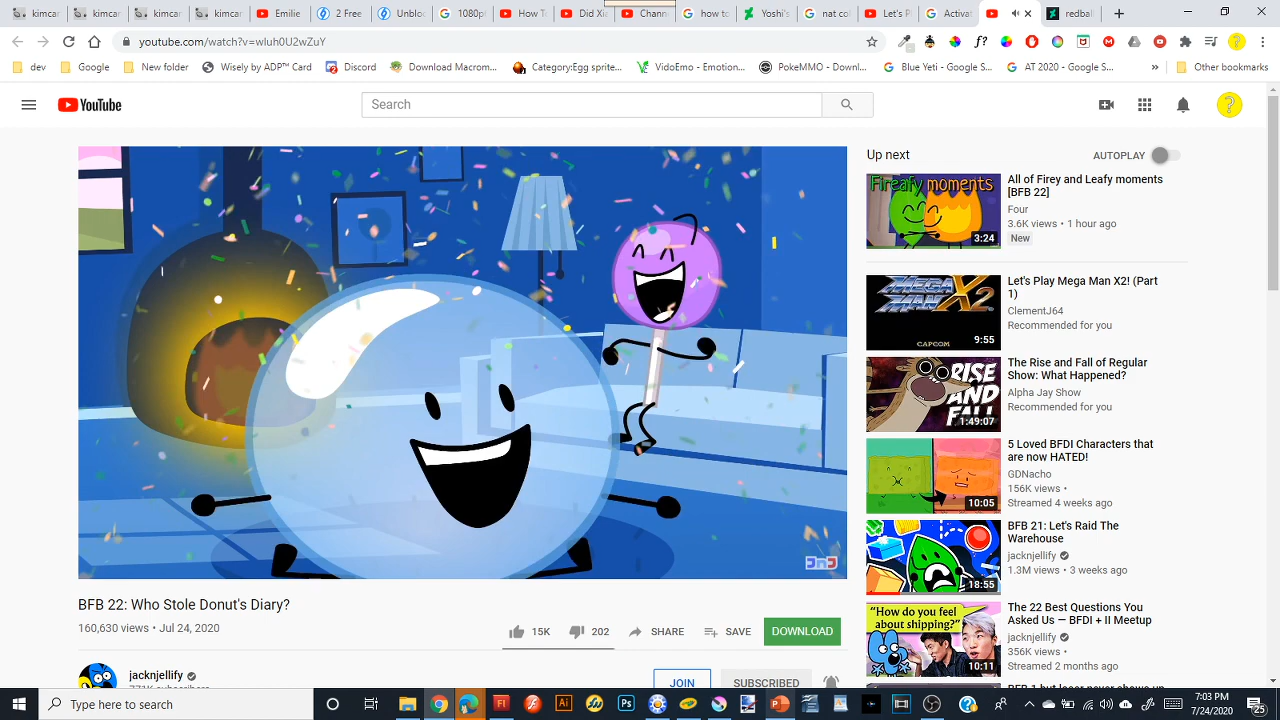 kimcar
kimcar
kimcar
kimcar
Emilie
2 Free
Unblo
1080p
How T
Did Xi
Chann
how t
Yoshi's
nat ge
Let's P
Activa
redbal
youtube.com/watch?v=wIuh0U2wZuY
dev
Google
New folder
Wisely by ADP™ Card
Discord
Download Macrom...
Category:Egg sprite...
VidoEmo - Emotion...
PokeMMO - Downl...
Blue Yeti - Google S...
AT 2020 - Google S...
»
Other bookmarks
YouTube
Search
Up next
AUTOPLAY
Fireafy moments
3:24
All of Firey and Leafy moments
[BFB 22]
Four
3.6K views • 1 hour ago
New
MEGA
MAN X2
CAPCOM
9:55
Let's Play Mega Man X2! (Part
1)
ClementJ64
Recommended for you
RISE
AND
FALL
1:49:07
The Rise and Fall of Regular
Show: What Happened?
Alpha Jay Show
Recommended for you
10:05
5 Loved BFDI Characters that
are now HATED!
GDNacho
156K views •
Streamed 4 weeks ago
18:55
BFB 21: Let's Raid The
Warehouse
jacknjellify
1.3M views • 3 weeks ago
"How do you feel
about shipping?"
10:11
The 22 Best Questions You
Asked Us — BFDI + II Meetup
jacknjellify
356K views •
Streamed 2 months ago
BFB 22: Who Stole Donut's Diary?
160,630 views • Jul 24, 2020
15K
202
SHARE
SAVE
DOWNLOAD
jacknjellify
JOIN
SUBSCRIBED
Type here to search
Fl
Ai
Ps
7:03 PM
7/24/2020
25